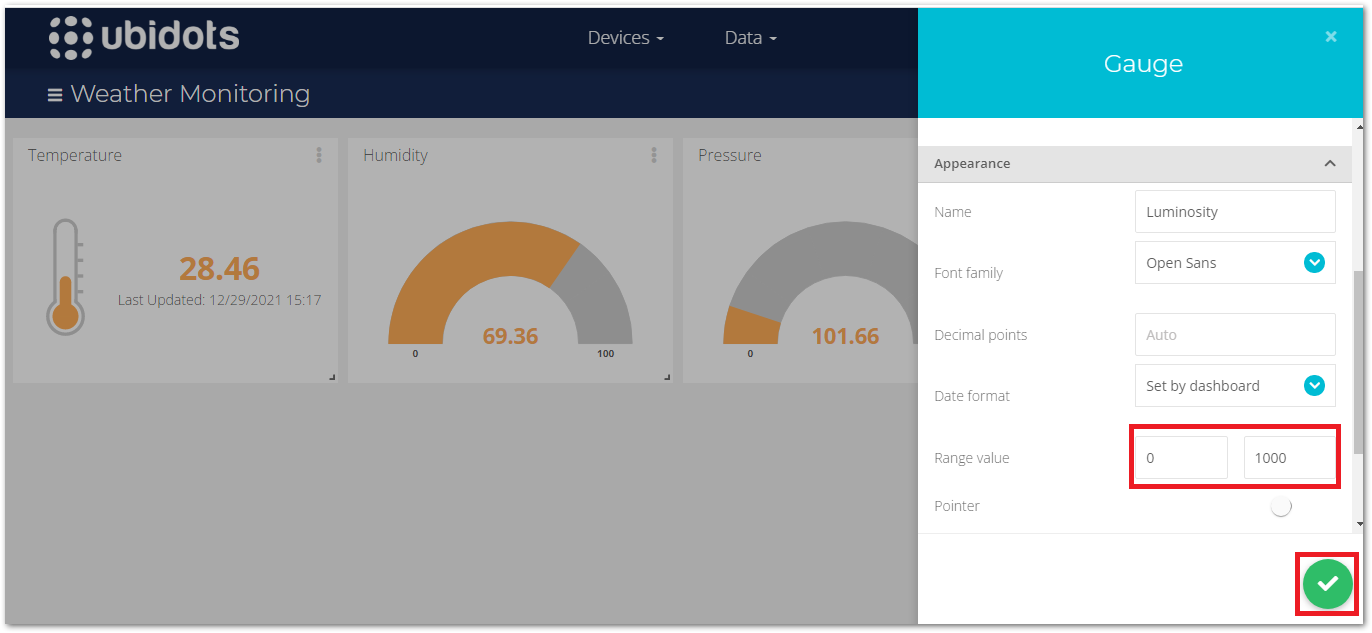 ubidots
Devices
Data
Weather Monitoring
Temperature
28.46
Last Updated: 12/29/2021 15:17
Humidity
69.36
0
100
Pressure
101.66
0
×
Gauge
Appearance
Name
Luminosity
Font family
Open Sans
Decimal points
Auto
Date format
Set by dashboard
Range value
0
1000
Pointer